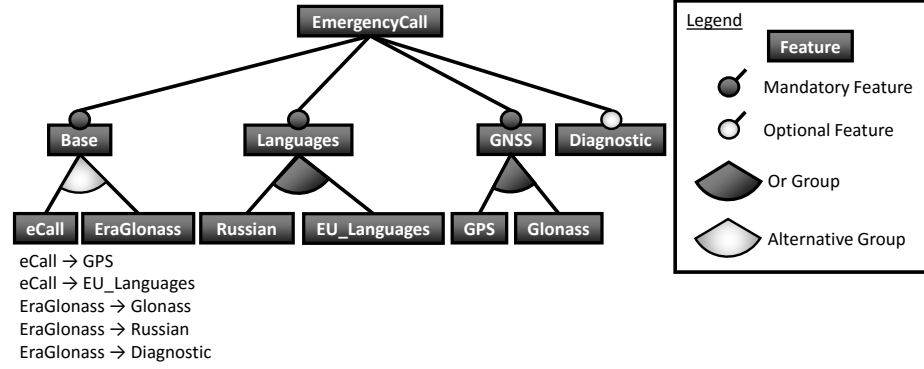 EmergencyCall
Base
Languages
GNSS
Diagnostic
eCall
EraGlonass
Russian
EU_Languages
GPS
Glonass
eCall → GPS
eCall → EU_Languages
EraGlonass → Glonass
EraGlonass → Russian
EraGlonass → Diagnostic
Legend
Feature
Mandatory Feature
Optional Feature
Or Group
Alternative Group